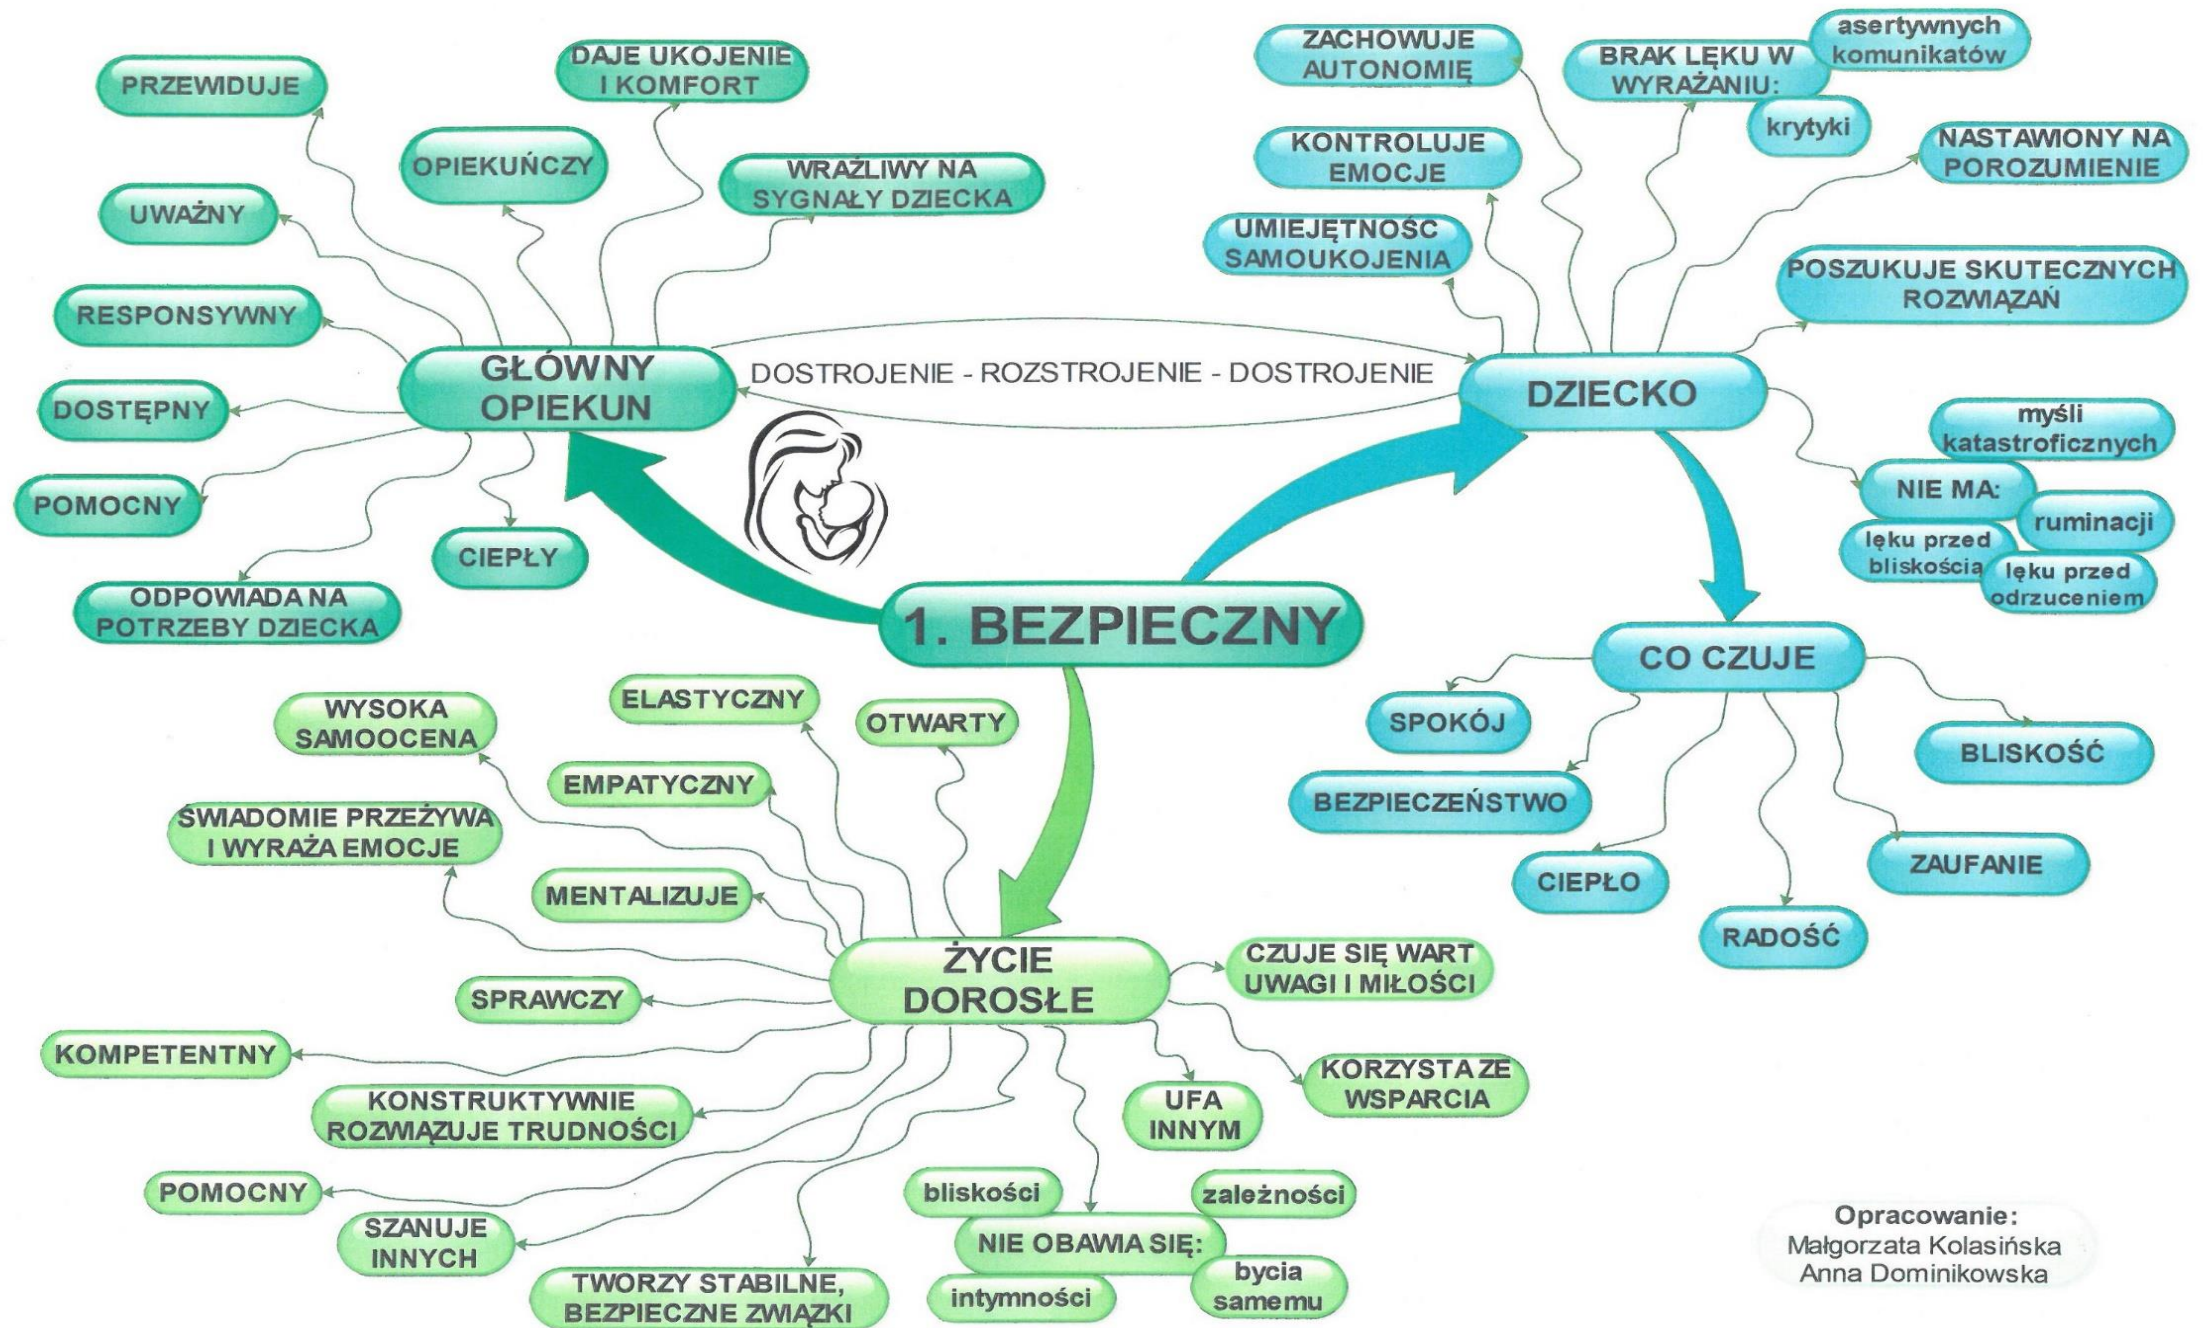 PRZEWIDUJE
DAJE UKOJENIE
I KOMFORT
OPIEKUŃCZY
WRAŻLIWY NA
SYGNAŁY DZIECKA
UWAŻNY
RESPONSYWNY
DOSTĘPNY
POMOCNY
ODPOWIADA NA
POTRZEBY DZIECKA
CIEPŁY
GŁÓWNY
OPIEKUN
DOSTROJENIE - ROZSTROJENIE - DOSTROJENIE
ZACHOWUJE
AUTONOMIĘ
BRAK LĘKU W
WYRAŻANIU:
asertywnych
komunikatów
krytyki
KONTROLUJE
EMOCJE
NASTAWIONY NA
POROZUMIENIE
UMIEJĘTNOŚC
SAMOUKOJENIA
POSZUKUJE SKUTECZNYCH
ROZWIĄZAŃ
DZIECKO
myśli
katastroficznych
NIE MA:
ruminacji
lęku przed
bliskością
lęku przed
odrzuceniem
1. BEZPIECZNY
CO CZUJE
SPOKÓJ
BLISKOŚĆ
BEZPIECZEŃSTWO
CIEPŁO
ZAUFANIE
RADOŚĆ
WYSOKA
SAMOOCENA
ELASTYCZNY
OTWARTY
EMPATYCZNY
ŚWIADOMIE PRZEŻYWA
I WYRAŻA EMOCJE
MENTALIZUJE
ŻYCIE
DOROSŁE
CZUJE SIĘ WART
UWAGI I MIŁOŚCI
SPRAWCZY
KOMPETENTNY
KORZYSTA ZE
WSPARCIA
KONSTRUKTYWNIE
ROZWIĄZUJE TRUDNOŚCI
UFA
INNYM
POMOCNY
SZANUJE
INNYCH
TWORZY STABILNE,
BEZPIECZNE ZWIĄZKI
bliskości
zależności
NIE OBAWIA SIĘ:
intymności
bycia
samemu
Opracowanie:
Małgorzata Kolasińska
Anna Dominikowska